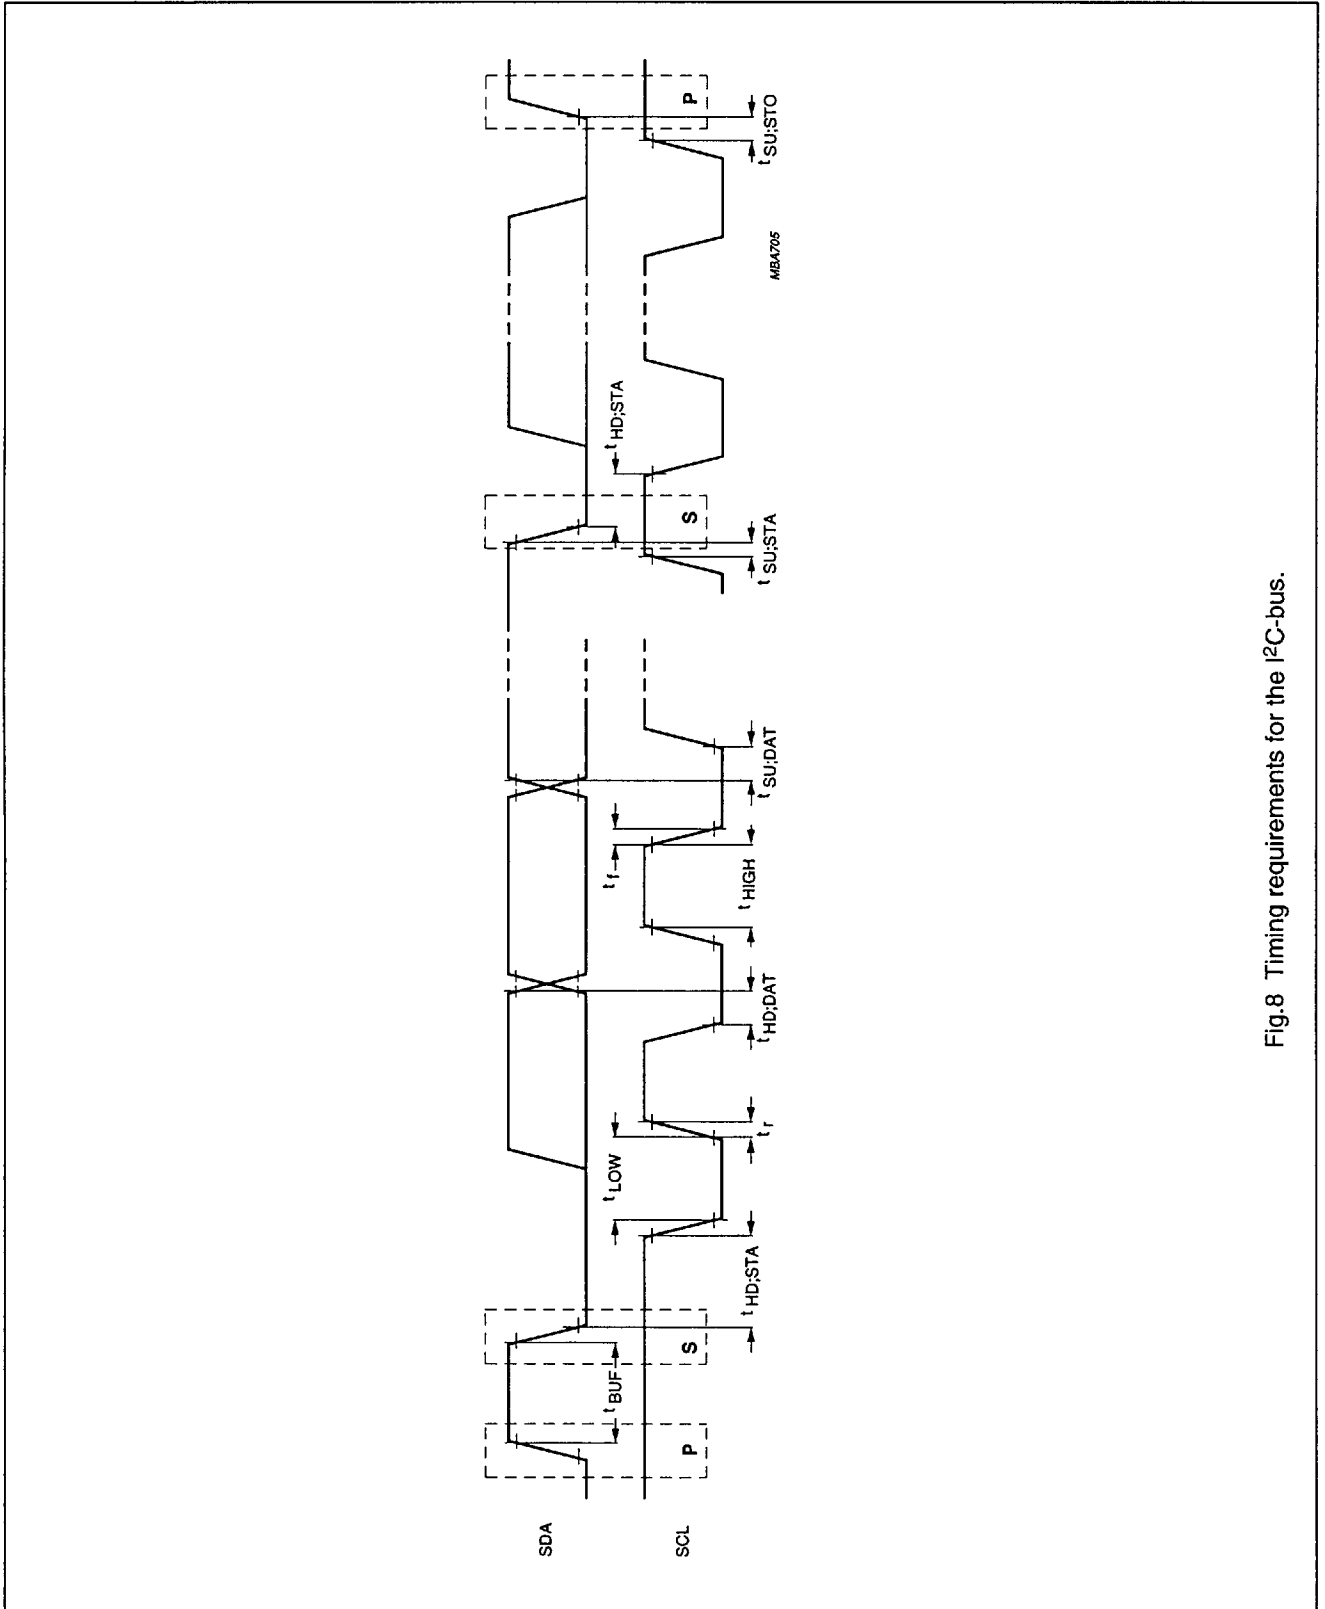 SDA
SCL
P
S
S
P
t BUF
t HD;STA
t LOW
t r
t HD;DAT
t HIGH
t f
t SU;DAT
t SU;STA
t HD;STA
t SU;STO
MBA705
Fig.8 Timing requirements for the I²C-bus.